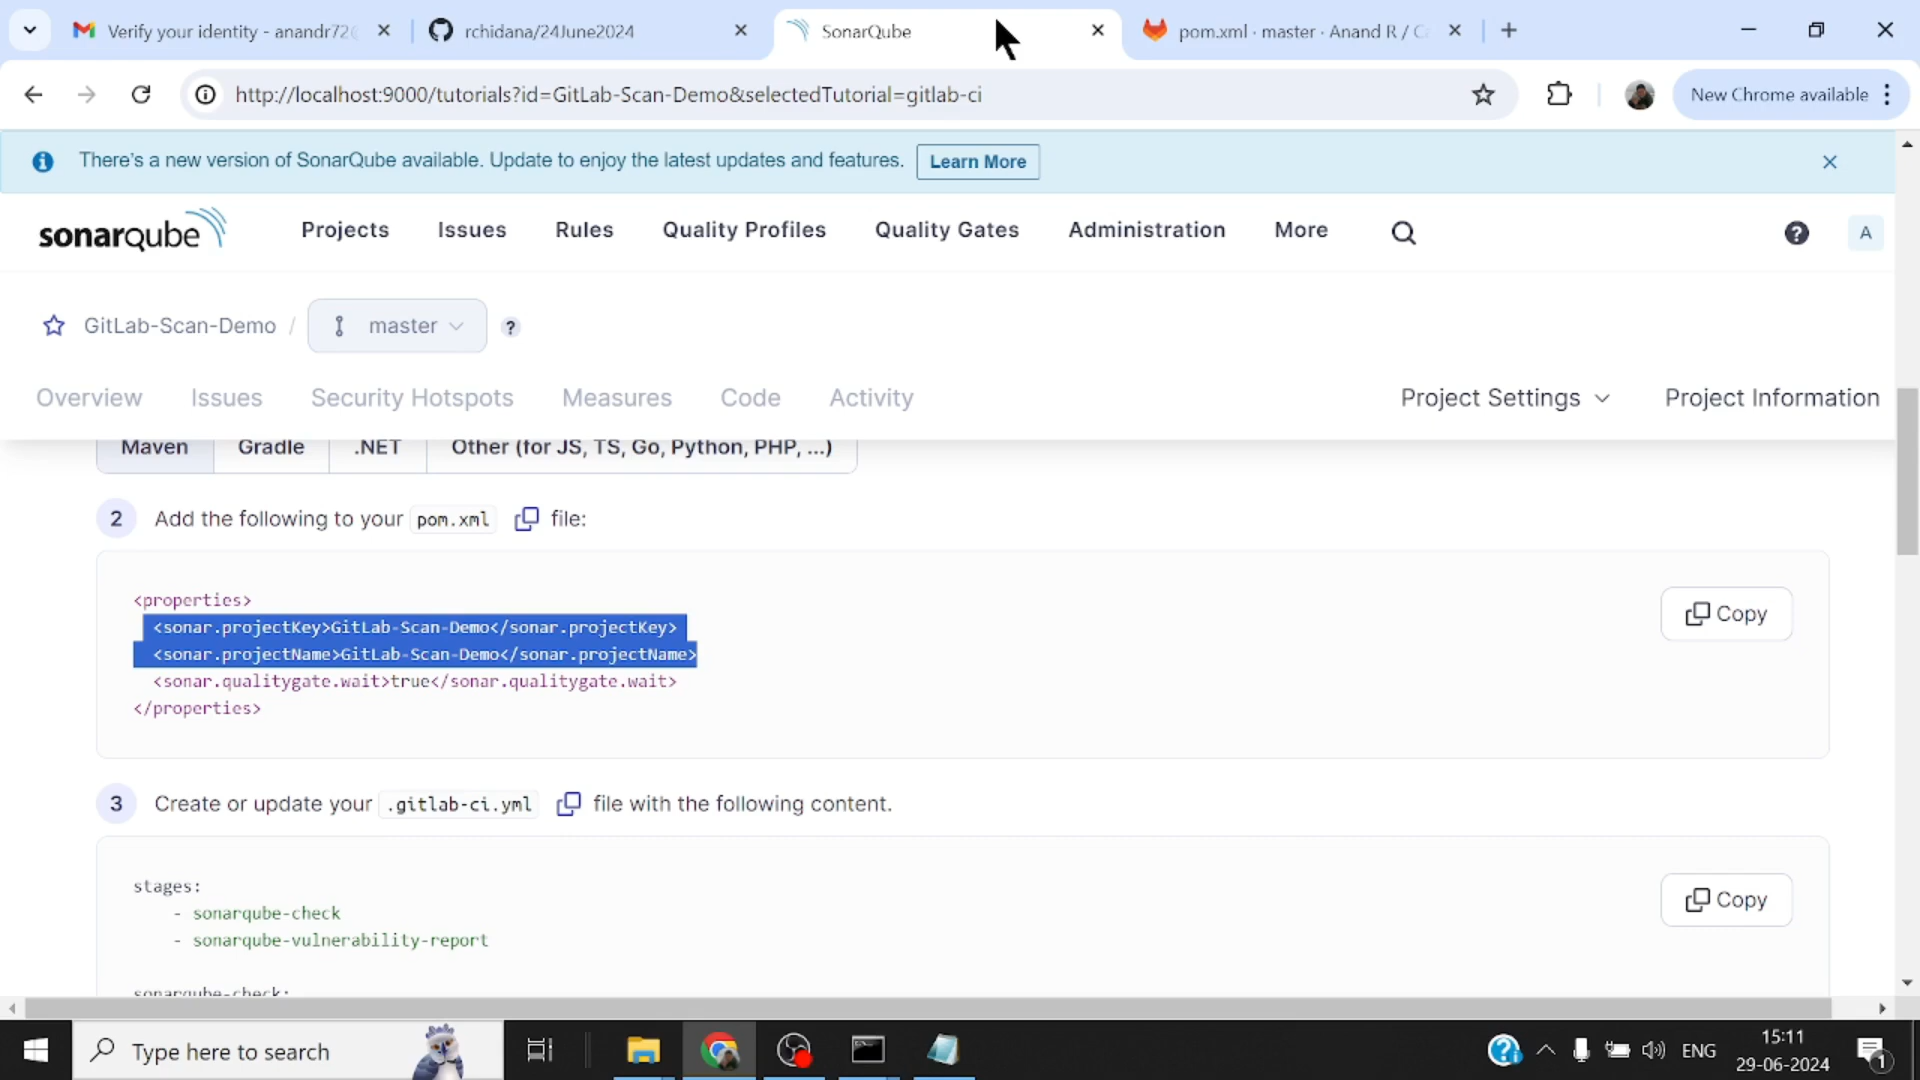 Verify your identity - anandr72@
rchidana/24June2024
SonarQube
pom.xml · master · Anand R / C
http://localhost:9000/tutorials?id=GitLab-Scan-Demo&selectedTutorial=gitlab-ci
New Chrome available
There's a new version of SonarQube available. Update to enjoy the latest updates and features.
Learn More
sonarqube
Projects
Issues
Rules
Quality Profiles
Quality Gates
Administration
More
?
A
GitLab-Scan-Demo /
master
?
Overview
Issues
Security Hotspots
Measures
Code
Activity
Project Settings
Project Information
Maven
Gradle
.NET
Other (for JS, TS, Go, Python, PHP, ...)
2
Add the following to your pom.xml file:
<properties>
<sonar.projectKey>GitLab-Scan-Demo</sonar.projectKey>
<sonar.projectName>GitLab-Scan-Demo</sonar.projectName>
<sonar.qualitygate.wait>true</sonar.qualitygate.wait>
</properties>
Copy
3
Create or update your .gitlab-ci.yml file with the following content.
stages:
- sonarqube-check
- sonarqube-vulnerability-report
sonarqube-check:
Copy
Type here to search
ENG
15:11
29-06-2024
1